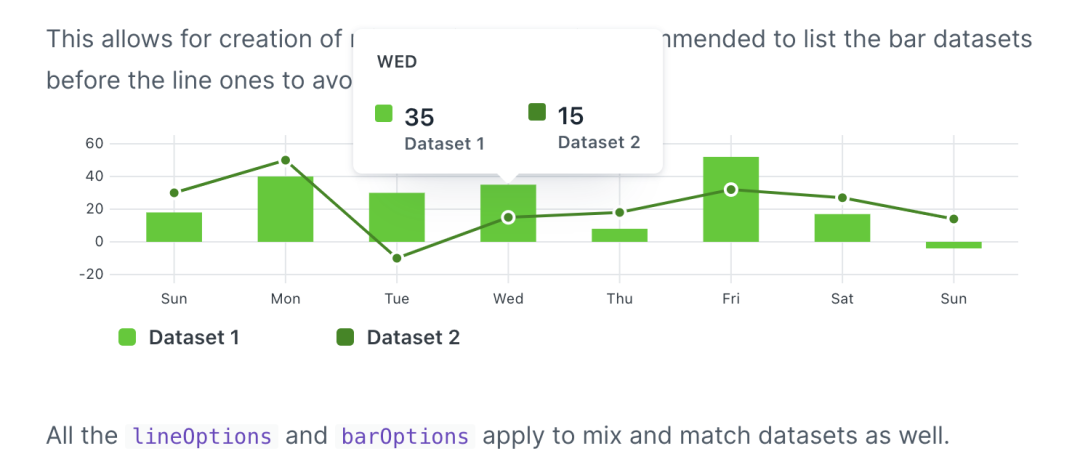 This allows for creation of mmended to list the bar datasets
before the line ones to avo
WED
35
Dataset 1
15
Dataset 2
60
40
20
0
-20
Sun Mon Tue Wed Thu Fri Sat Sun
Dataset 1 Dataset 2
All the lineOptions and barOptions apply to mix and match datasets as well.